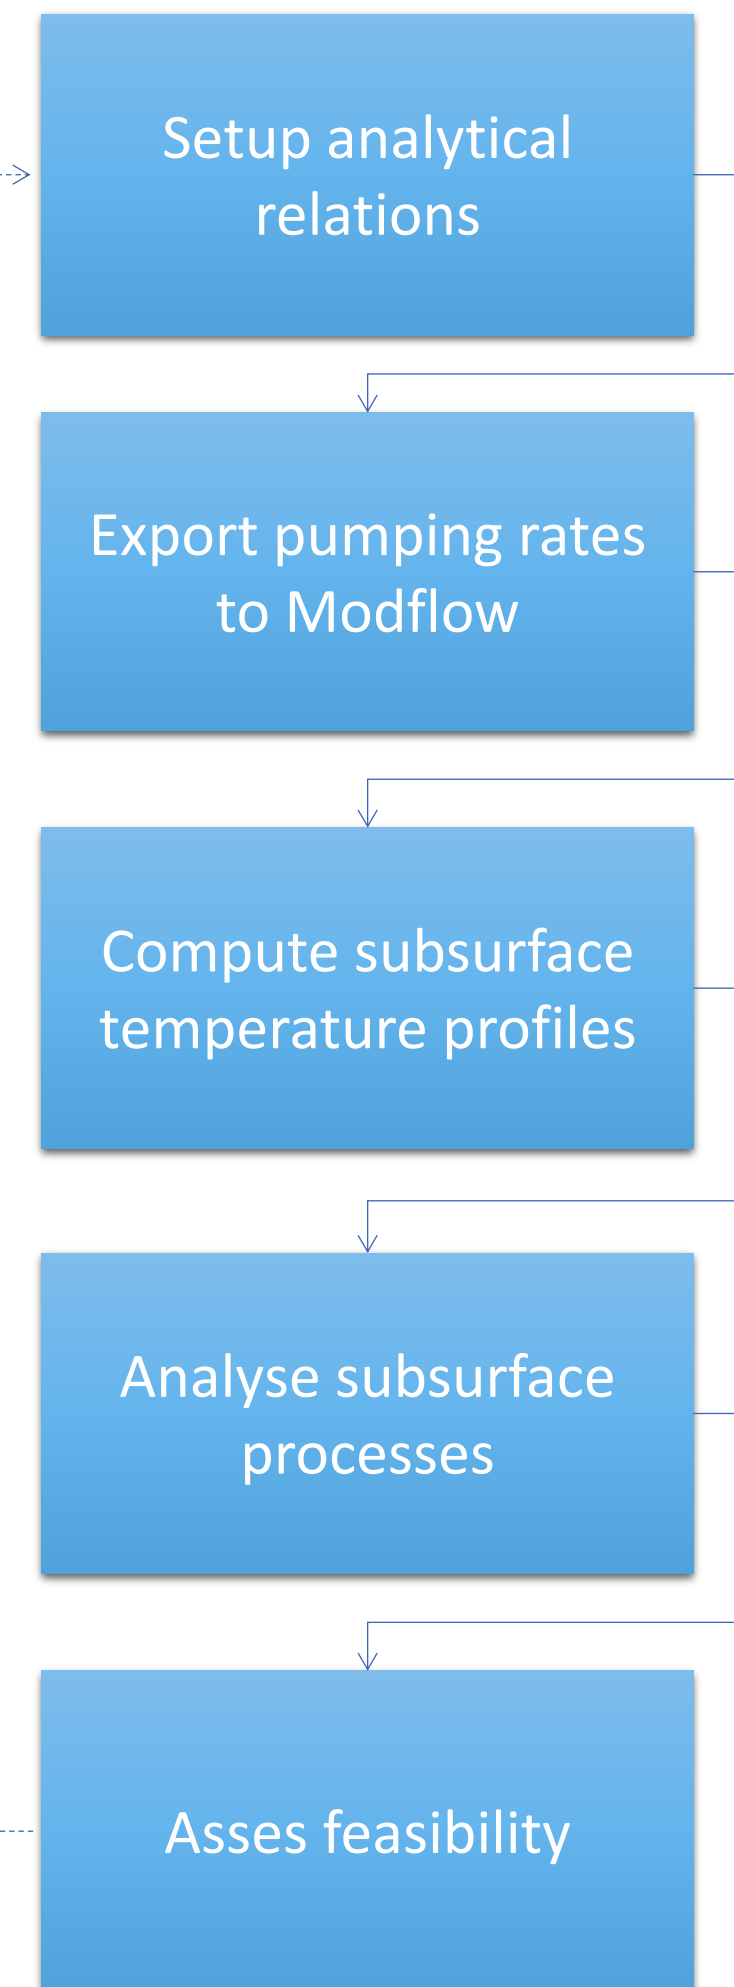 Setup analytical
relations
Export pumping rates
to Modflow
Compute subsurface
temperature profiles
Analyse subsurface
processes
Asses feasibility